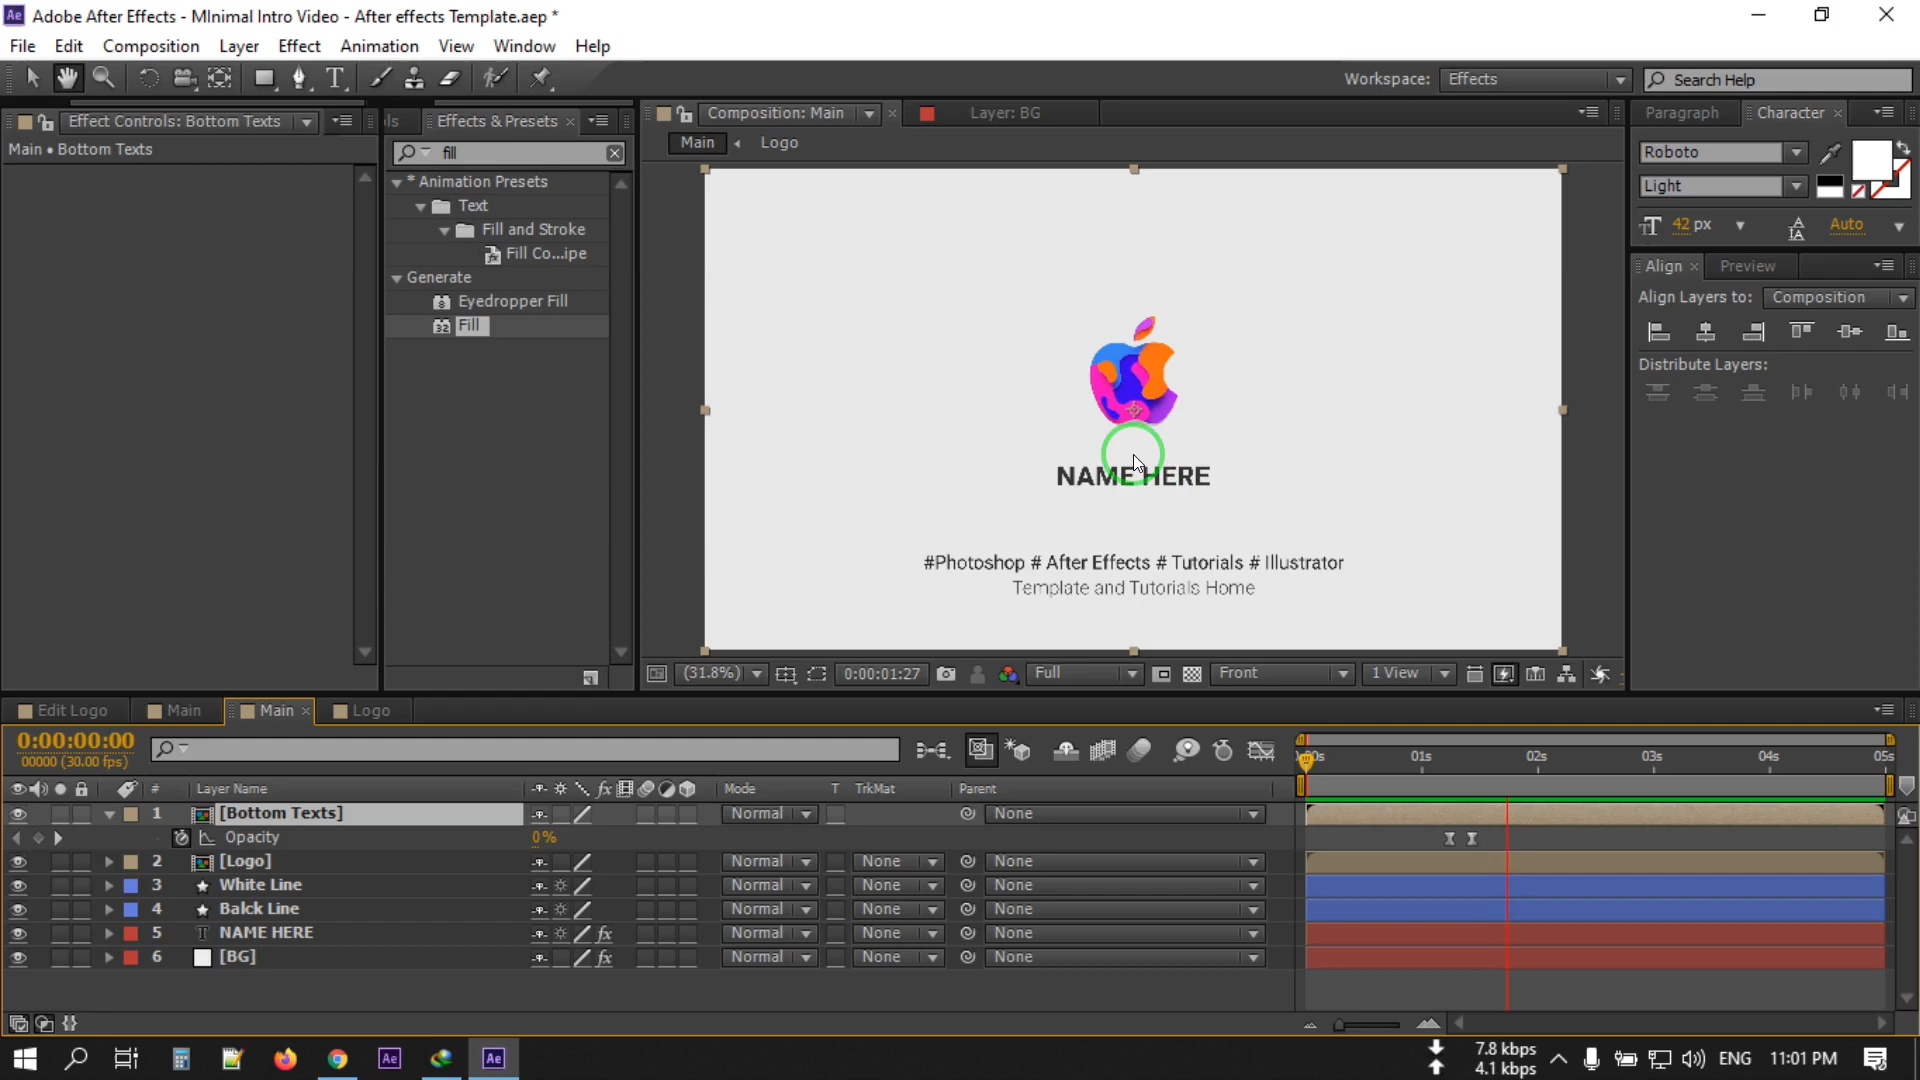 Adobe After Effects - MInimal Intro Video - After effects Template.aep *
File Edit Composition Layer Effect Animation View Window Help
Workspace: Effects Search Help
Effect Controls: Bottom Texts
Main • Bottom Texts
ls Effects & Presets
fill
* Animation Presets
Text
Fill and Stroke
Fill Co...ipe
Generate
Eyedropper Fill
Fill
Composition: Main Layer: BG
Main Logo
NAME HERE
#Photoshop # After Effects # Tutorials # Illustrator
Template and Tutorials Home
(31.8%) 0:00:01:27 Full Front 1 View
Paragraph Character
Roboto
Light
42 px Auto
Align Preview
Align Layers to: Composition
Distribute Layers:
Edit Logo Main Main Logo
0:00:00:00
00000 (30.00 fps)
# Layer Name Mode T TrkMat Parent
01s 02s 03s 04s 05s
1 [Bottom Texts] Normal None
Opacity 0%
2 [Logo] Normal None None
3 White Line Normal None None
4 Balck Line Normal None None
5 NAME HERE Normal None None
6 [BG] Normal None None
7.8 kbps
4.1 kbps
ENG 11:01 PM